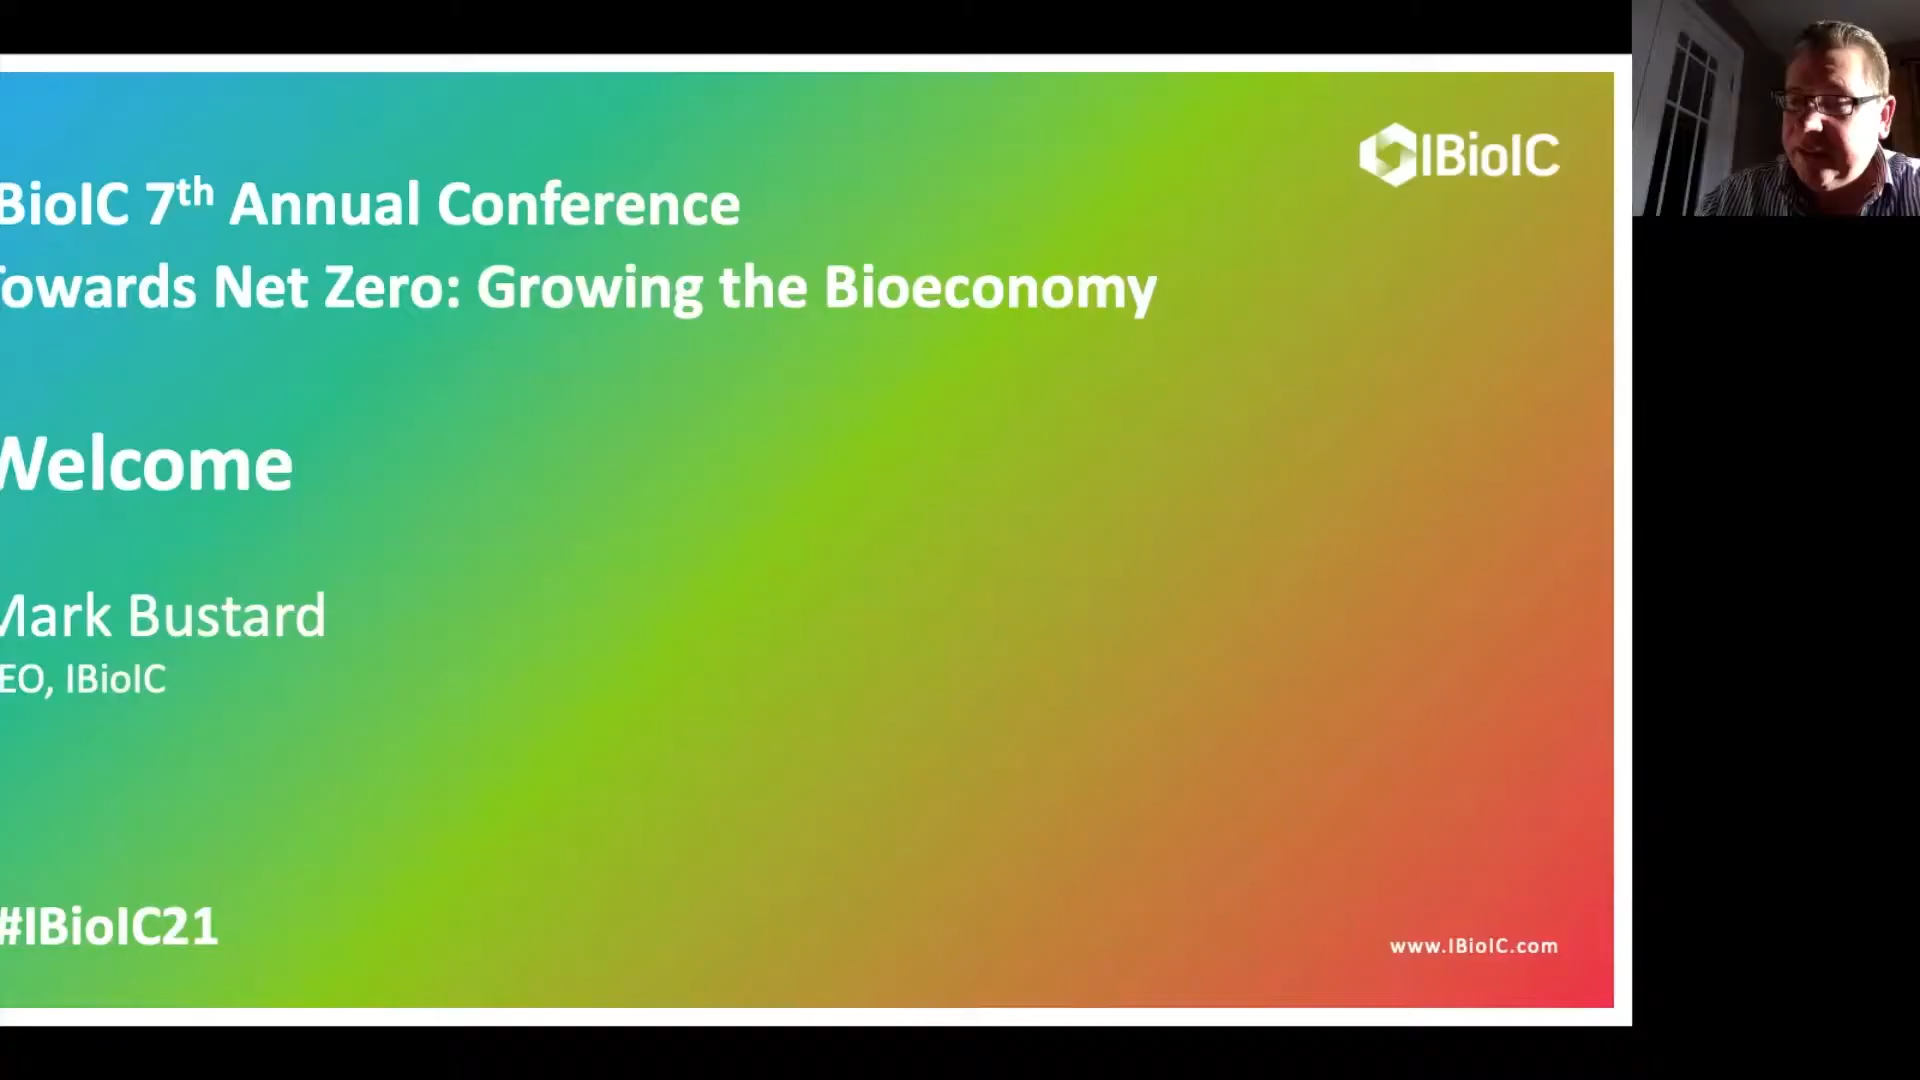 IBioIC
BioIC 7th Annual Conference
owards Net Zero: Growing the Bioeconomy
Welcome
Mark Bustard
EO, IBioIC
#IBioIC21
www.IBioIC.com